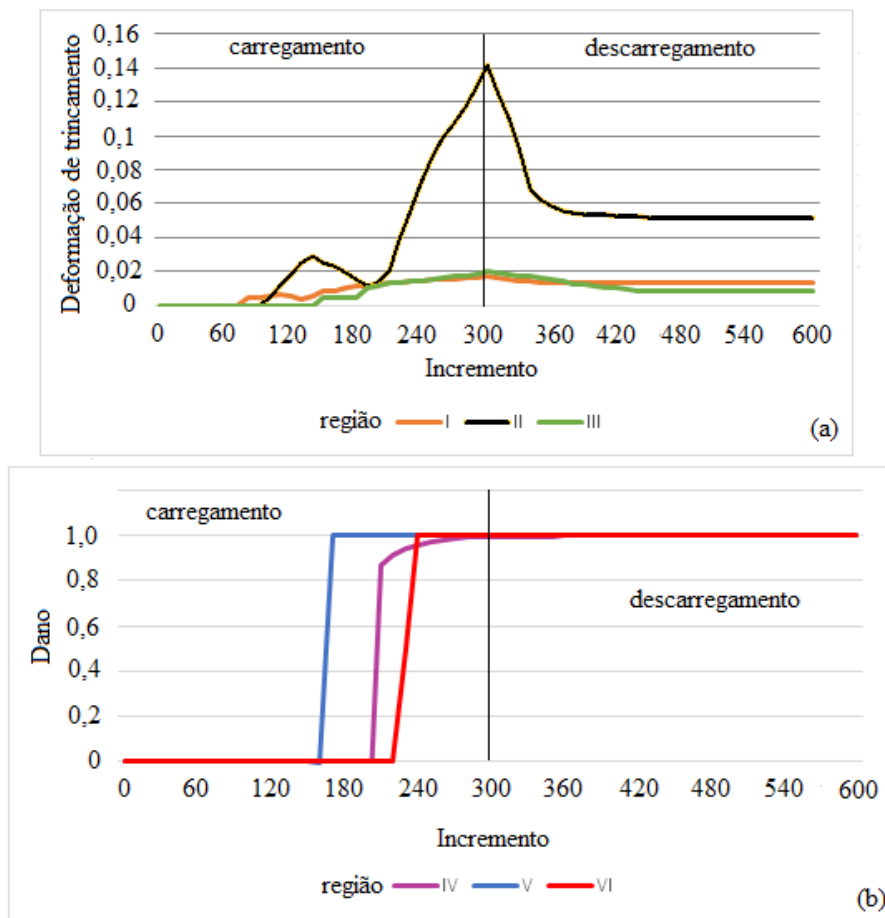 0,16
carregamento
descarregamento
0,14
0,12
0,1
0,08
0,06
0,04
0,02
0
Deformação de trincamento
0 60 120 180 240 300 360 420 480 540 600
Incremento
região I II III
(a)
carregamento
1,0
0,8
descarregamento
0,6
0,4
0,2
0
Dano
0 60 120 180 240 300 360 420 480 540 600
Incremento
região IV V VI
(b)